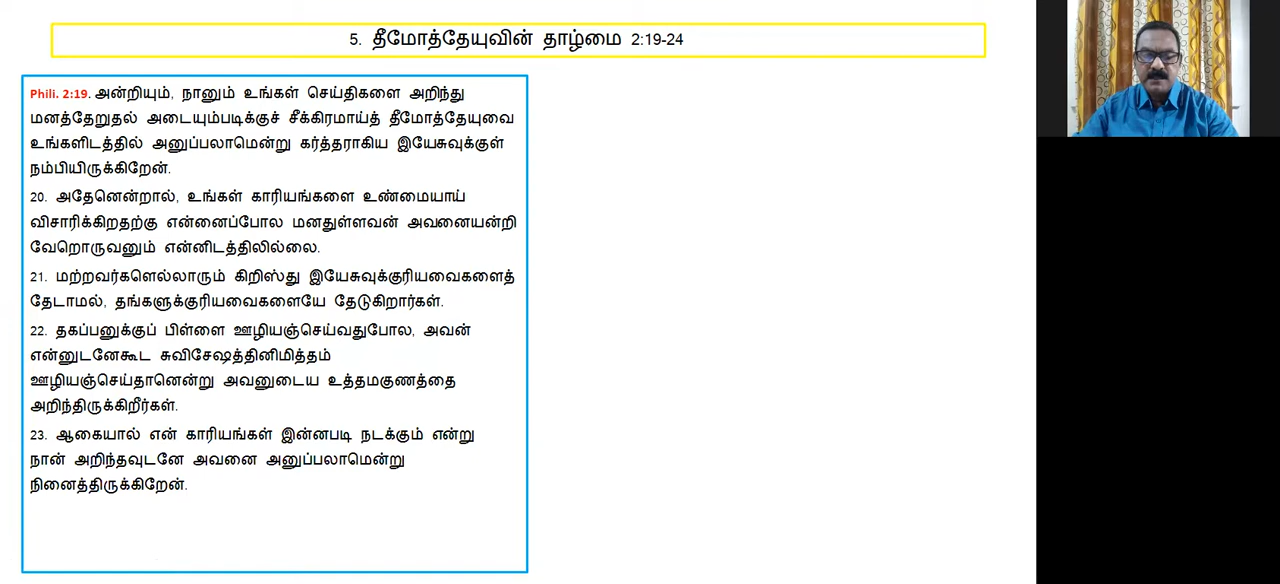 5. தீமோத்தேயுவின் தாழ்மை 2:19-24
Phili. 2:19. அன்றியும், நானும் உங்கள் செய்திகளை அறிந்து
மனத்தேறுதல் அடையும்படிக்குச் சீக்கிரமாய்த் தீமோத்தேயுவை
உங்களிடத்தில் அனுப்பலாமென்று கர்த்தராகிய இயேசுவுக்குள்
நம்பியிருக்கிறேன்.
20. அதேனென்றால், உங்கள் காரியங்களை உண்மையாய்
விசாரிக்கிறதற்கு என்னைப்போல மனதுள்ளவன் அவனையன்றி
வேறொருவனும் என்னிடத்திலில்லை.
21. மற்றவர்களெல்லாரும் கிறிஸ்து இயேசுவுக்குரியவைகளைத்
தேடாமல், தங்களுக்குரியவைகளையே தேடுகிறார்கள்.
22. தகப்பனுக்குப் பிள்ளை ஊழியஞ்செய்வதுபோல, அவன்
என்னுடனேகூட சுவிசேஷத்தினிமித்தம்
ஊழியஞ்செய்தானென்று அவனுடைய உத்தமகுணத்தை
அறிந்திருக்கிறீர்கள்.
23. ஆகையால் என் காரியங்கள் இன்னபடி நடக்கும் என்று
நான் அறிந்தவுடனே அவனை அனுப்பலாமென்று
நினைத்திருக்கிறேன்.